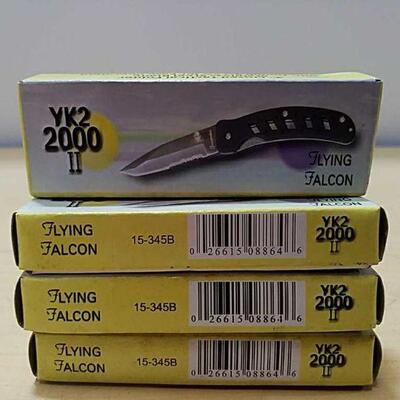 YK2
2000
II
FLYING
FALCON
FLYING
FALCON
15-345B
0 26615 08864 6
YK2
2000
II
FLYING
FALCON
15-345B
0 26615 08864 6
YK2
2000
II
FLYING
FALCON
15-345B
0 26615 08864 6
YK2
2000
II